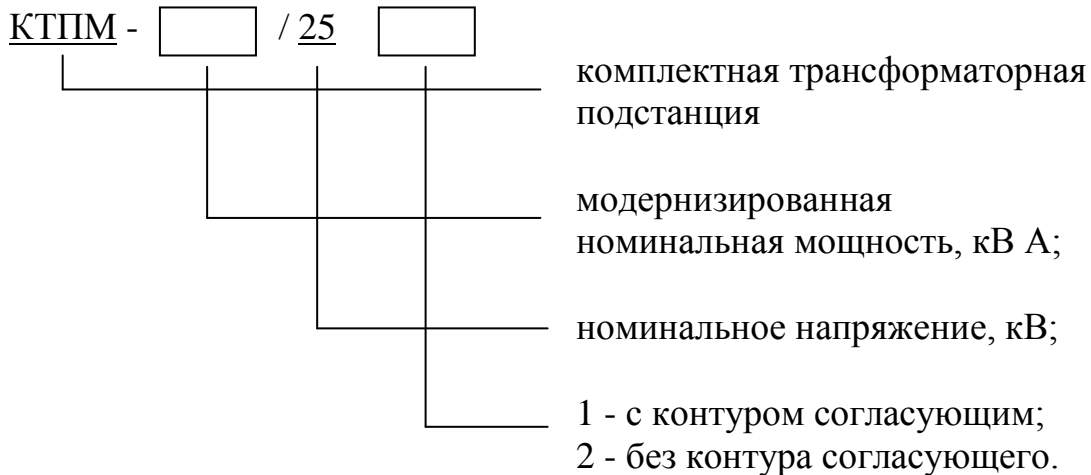 КТПМ - / 25
комплектная трансформаторная
подстанция
модернизированная
номинальная мощность, кВ А;
номинальное напряжение, кВ;
1 - с контуром согласующим;
2 - без контура согласующего.